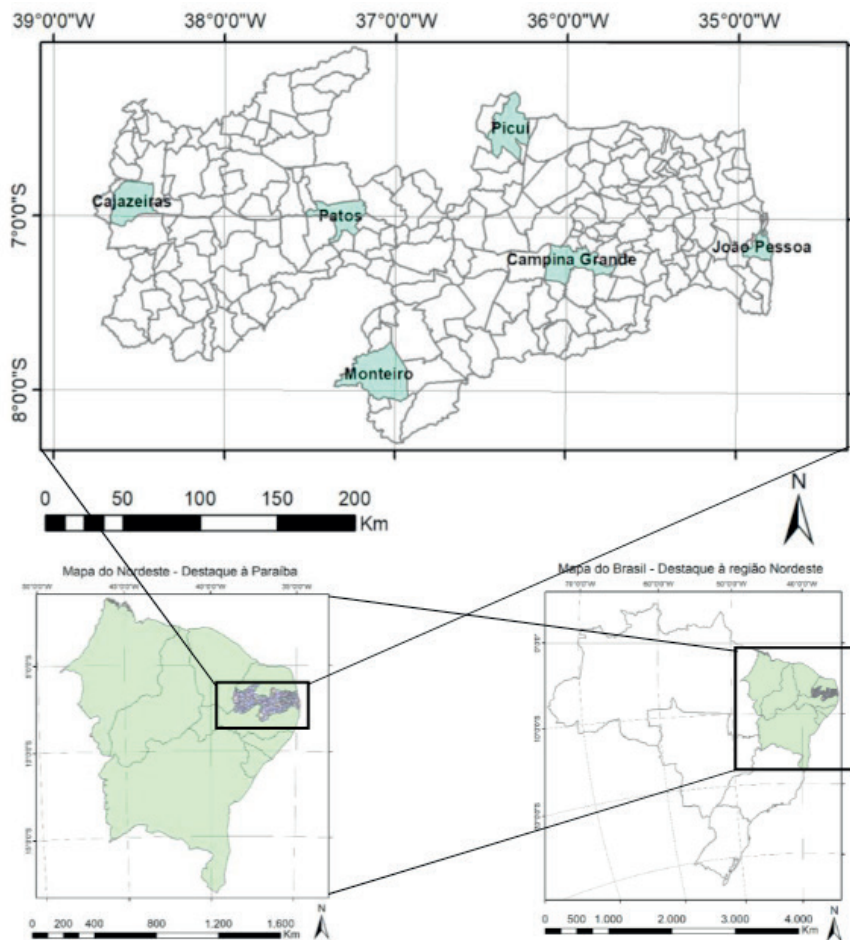 39°0'0"W 38°0'0"W 37°0'0"W 36°0'0"W 35°0'0"W
Picuí
Cajazeiras
Patos
7°0'0"S
João Pessoa
Campina Grande
Monteiro
8°0'0"S
N
0 50 100 150 200
Km
Mapa do Nordeste - Destaque à Paraíba
Mapa do Brasil - Destaque à região Nordeste
N
0 200 400 800 1.200 1.600
Km
N
0 500 1.000 2.000 3.000 4.000
Km